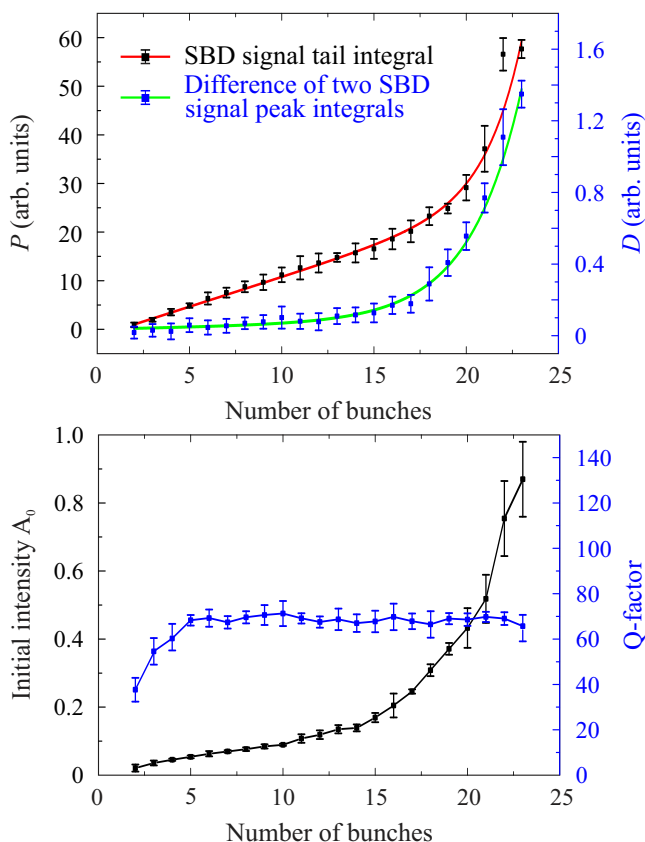 60
50
40
30
20
10
0
P (arb. units)
SBD signal tail integral
Difference of two SBD
signal peak integrals
1.6
1.2
0.8
0.4
0
D (arb. units)
0 5 10 15 20 25
Number of bunches
1.0
0.8
0.6
0.4
0.2
0
Initial intensity A₀
140
120
100
80
60
40
20
0
Q-factor
0 5 10 15 20 25
Number of bunches